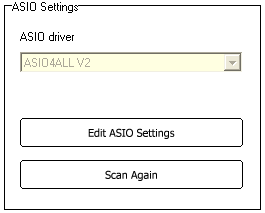 ASIO Settings
ASIO driver
ASIO4ALL V2
Edit ASIO Settings
Scan Again